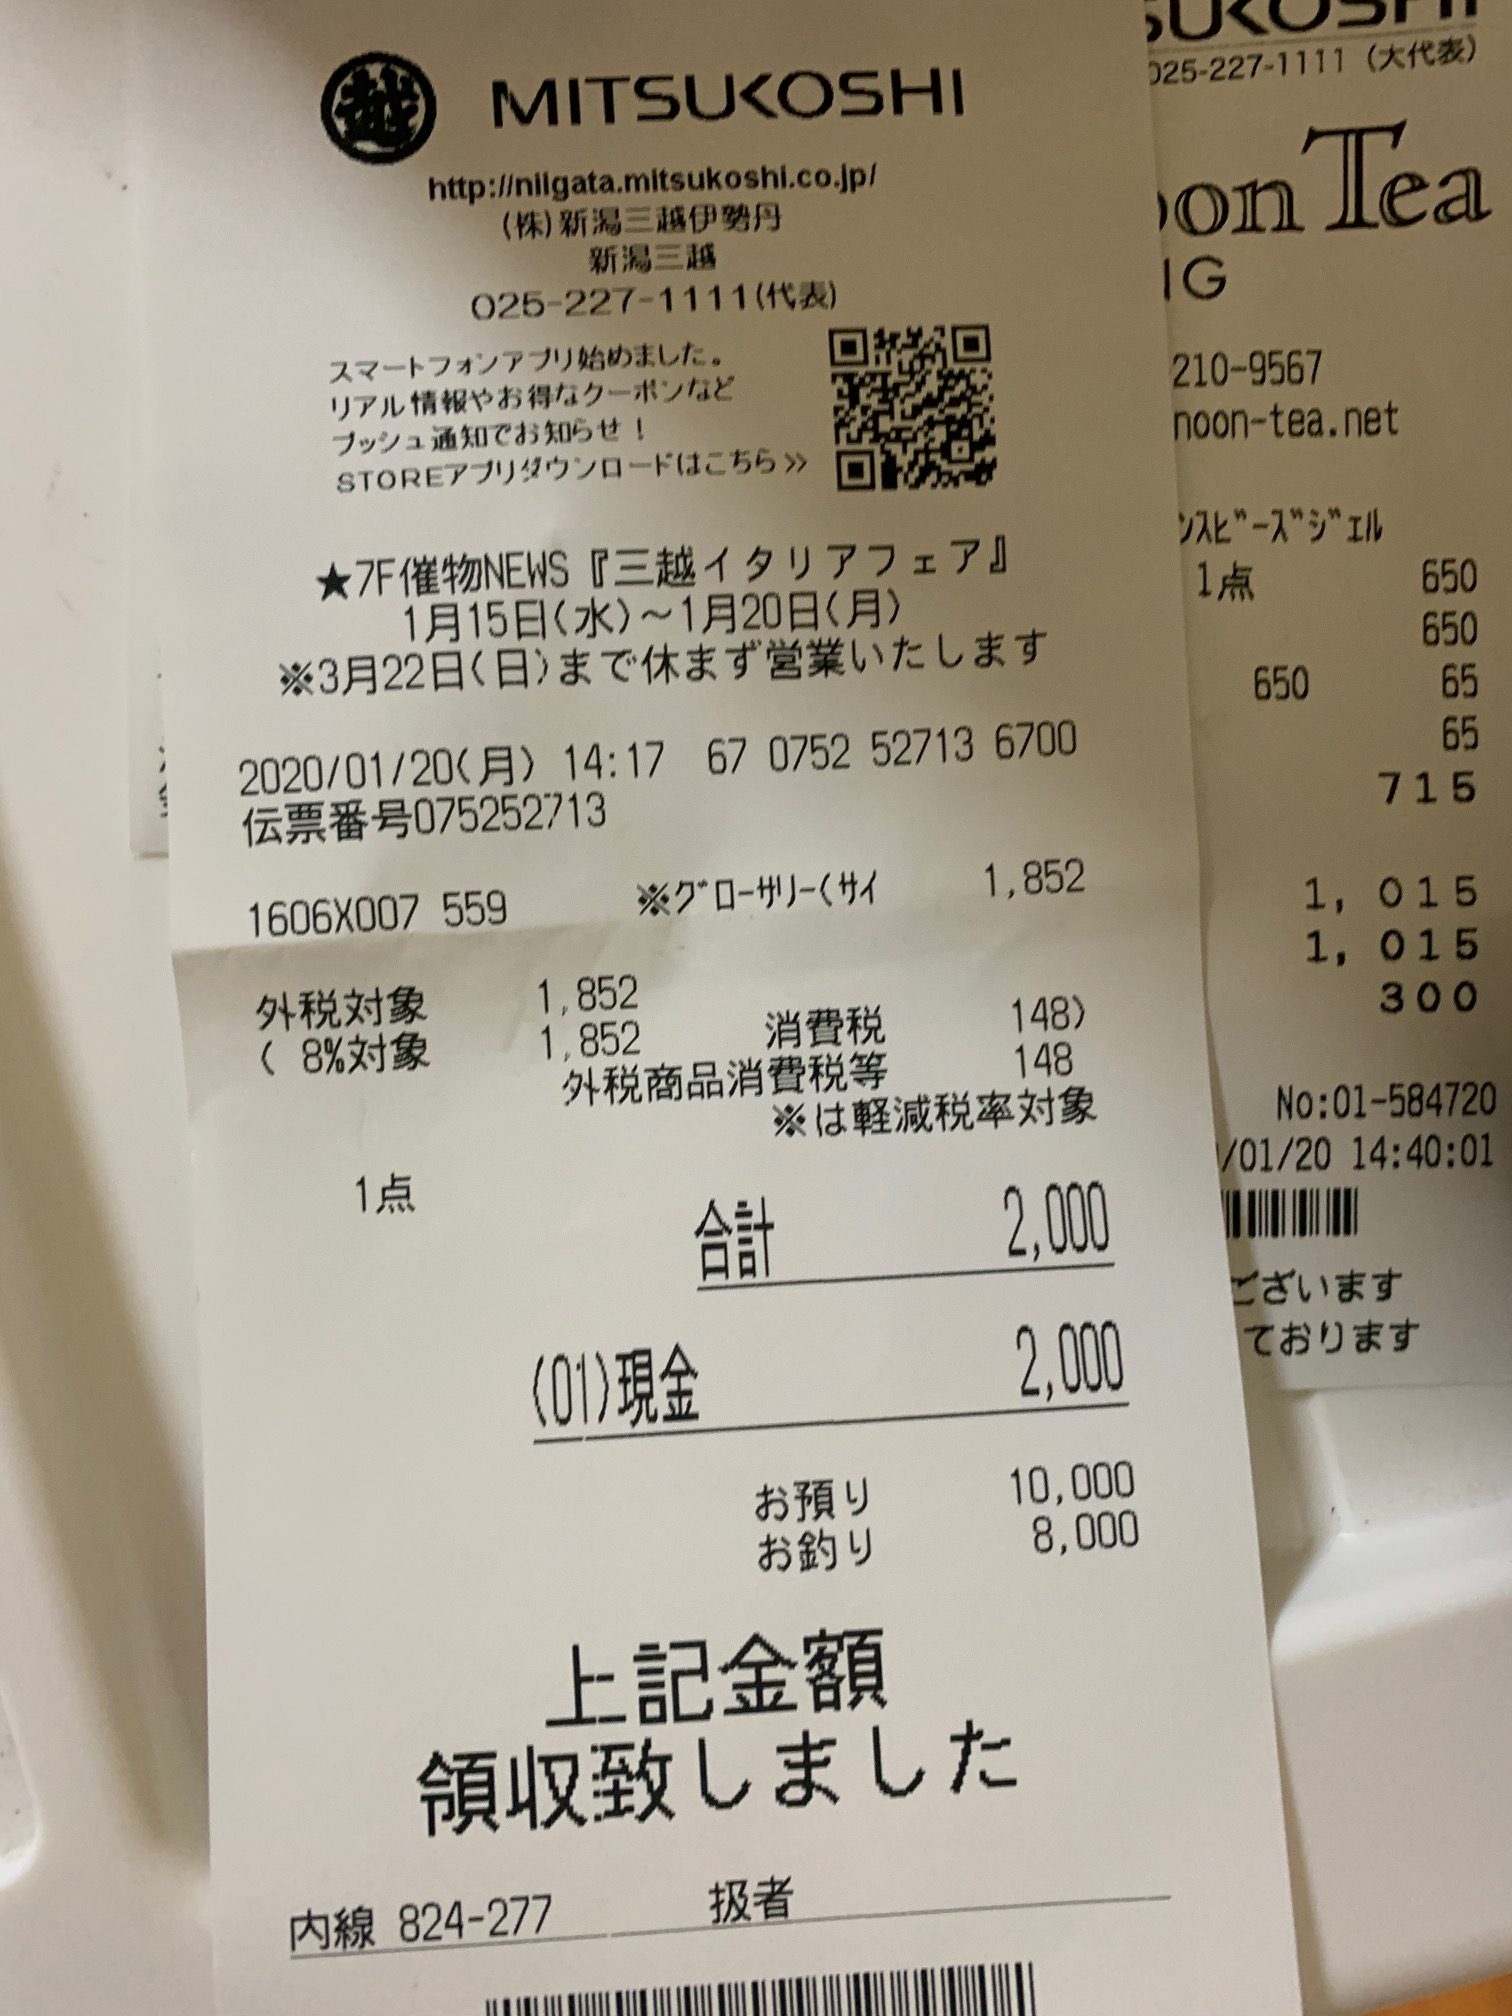 越 MITSUKOSHI
http://niigata.mitsukoshi.co.jp/
(株)新潟三越伊勢丹
新潟三越
025-227-1111(代表)
スマートフォンアプリ始めました。
リアル情報やお得なクーポンなど
プッシュ通知でお知らせ!
STOREアプリダウンロードはこちら»
★7F催物NEWS『三越イタリアフェア』
1月15日(水)~1月20日(月)
※3月22日(日)まで休まず営業いたします
2020/01/20(月) 14:17 67 0752 52713 6700
伝票番号075252713
1606X007 559 ※グローサリー(サイ 1,852
外税対象 1,852
( 8%対象 1,852 消費税 148)
外税商品消費税等 148
※は軽減税率対象
1点
合計 2,000
(01)現金 2,000
お預り 10,000
お釣り 8,000
上記金額
領収致しました
内線 824-277 扱者
SUKOSHI
025-227-1111 (大代表)
oon Tea
NG
210-9567
noon-tea.net
ンスビーズジェル
1点 650
650
650 65
65
715
1,015
1,015
300
No:01-584720
/01/20 14:40:01
ございます
ております